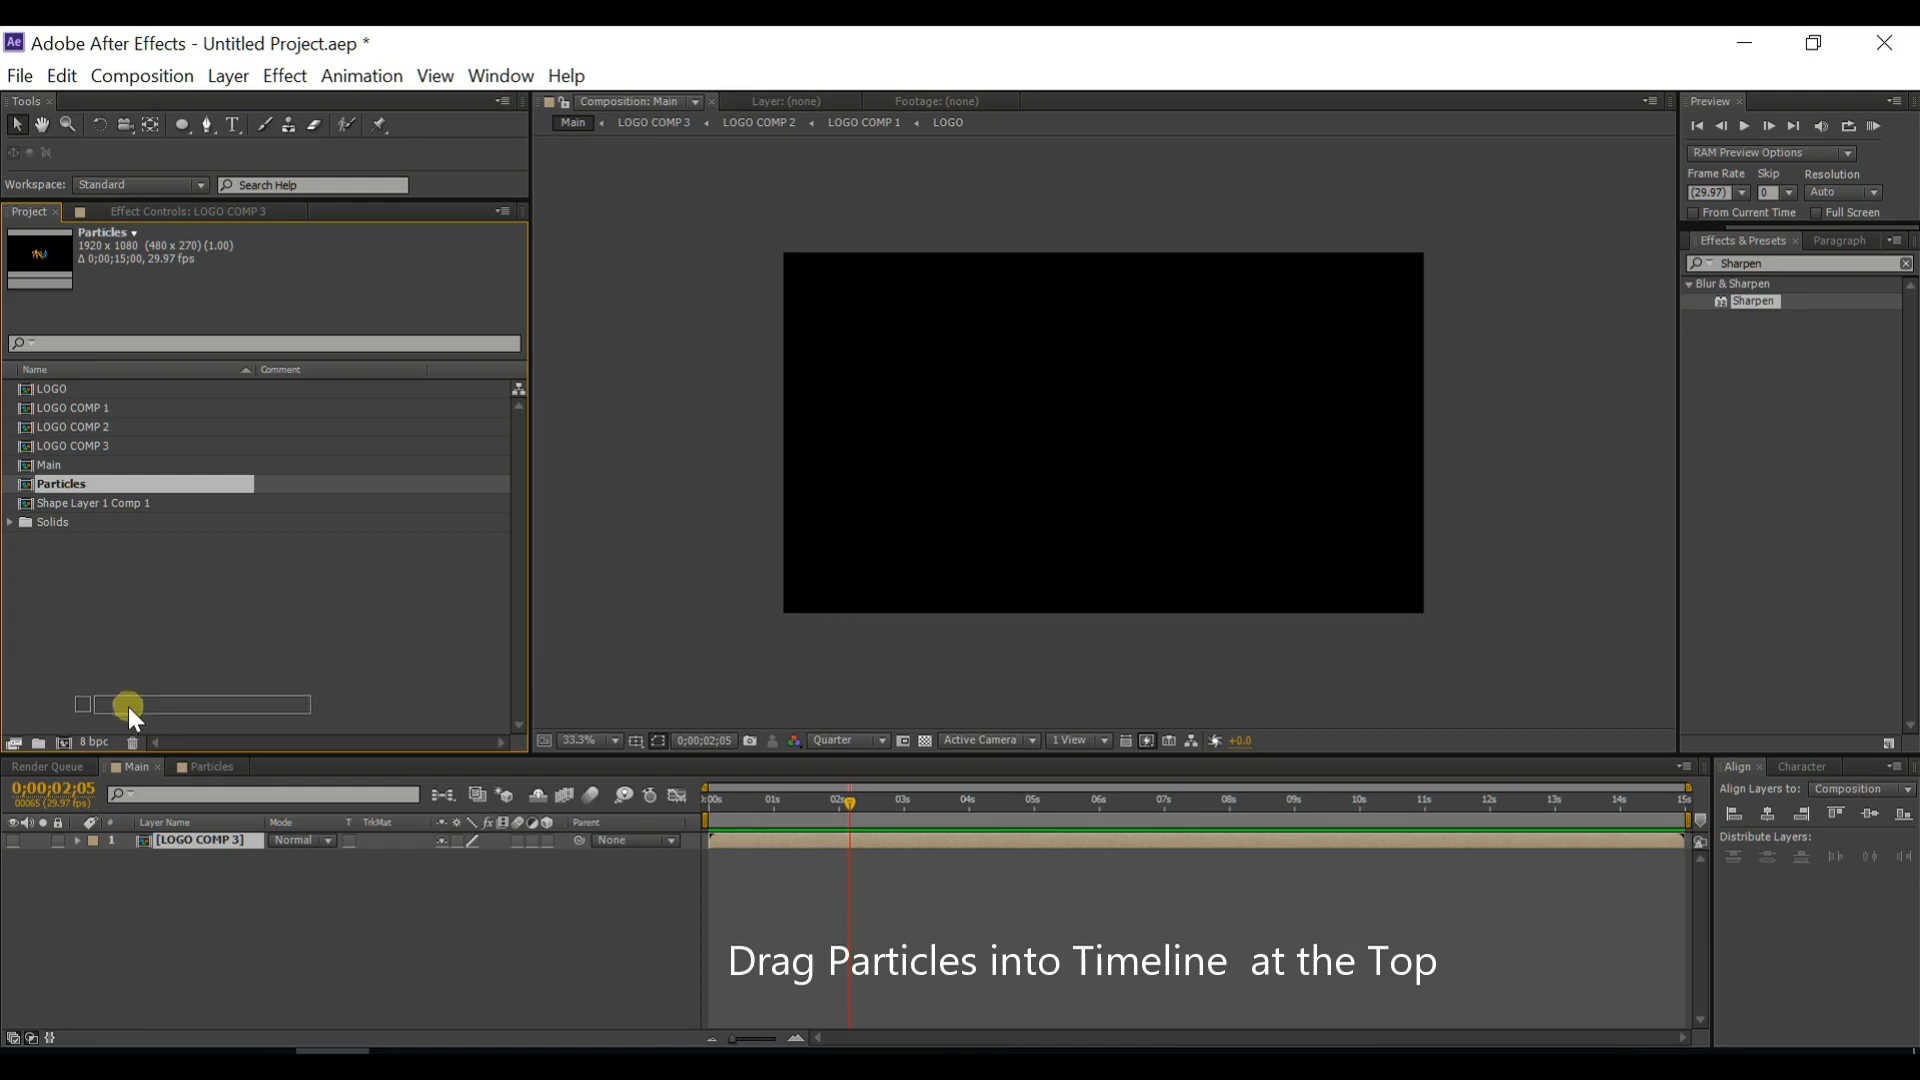 Ae Adobe After Effects - Untitled Project.aep *
File Edit Composition Layer Effect Animation View Window Help
Tools
Composition: Main Layer: (none) Footage: (none)
Preview
Main LOGO COMP 3 LOGO COMP 2 LOGO COMP 1 LOGO
RAM Preview Options
Frame Rate Skip Resolution
(29.97) 0 Auto
From Current Time Full Screen
Workspace: Standard Search Help
Project Effect Controls: LOGO COMP 3
Particles
1920 x 1080 (480 x 270) (1.00)
Δ 0;00;15;00, 29.97 fps
Effects & Presets Paragraph
Sharpen
Blur & Sharpen
Sharpen
Name Comment
LOGO
LOGO COMP 1
LOGO COMP 2
LOGO COMP 3
Main
Particles
Shape Layer 1 Comp 1
Solids
8 bpc
33.3% 0;00;02;05 Quarter Active Camera 1 View +0.0
Render Queue Main Particles
Align Character
0;00;02;05
00065 (29.97 fps)
Align Layers to: Composition
:00s 01s 02s 03s 04s 05s 06s 07s 08s 09s 10s 11s 12s 13s 14s 15s
# Layer Name Mode T TrkMat fx Parent
Distribute Layers:
1 [LOGO COMP 3] Normal None
Drag Particles into Timeline at the Top